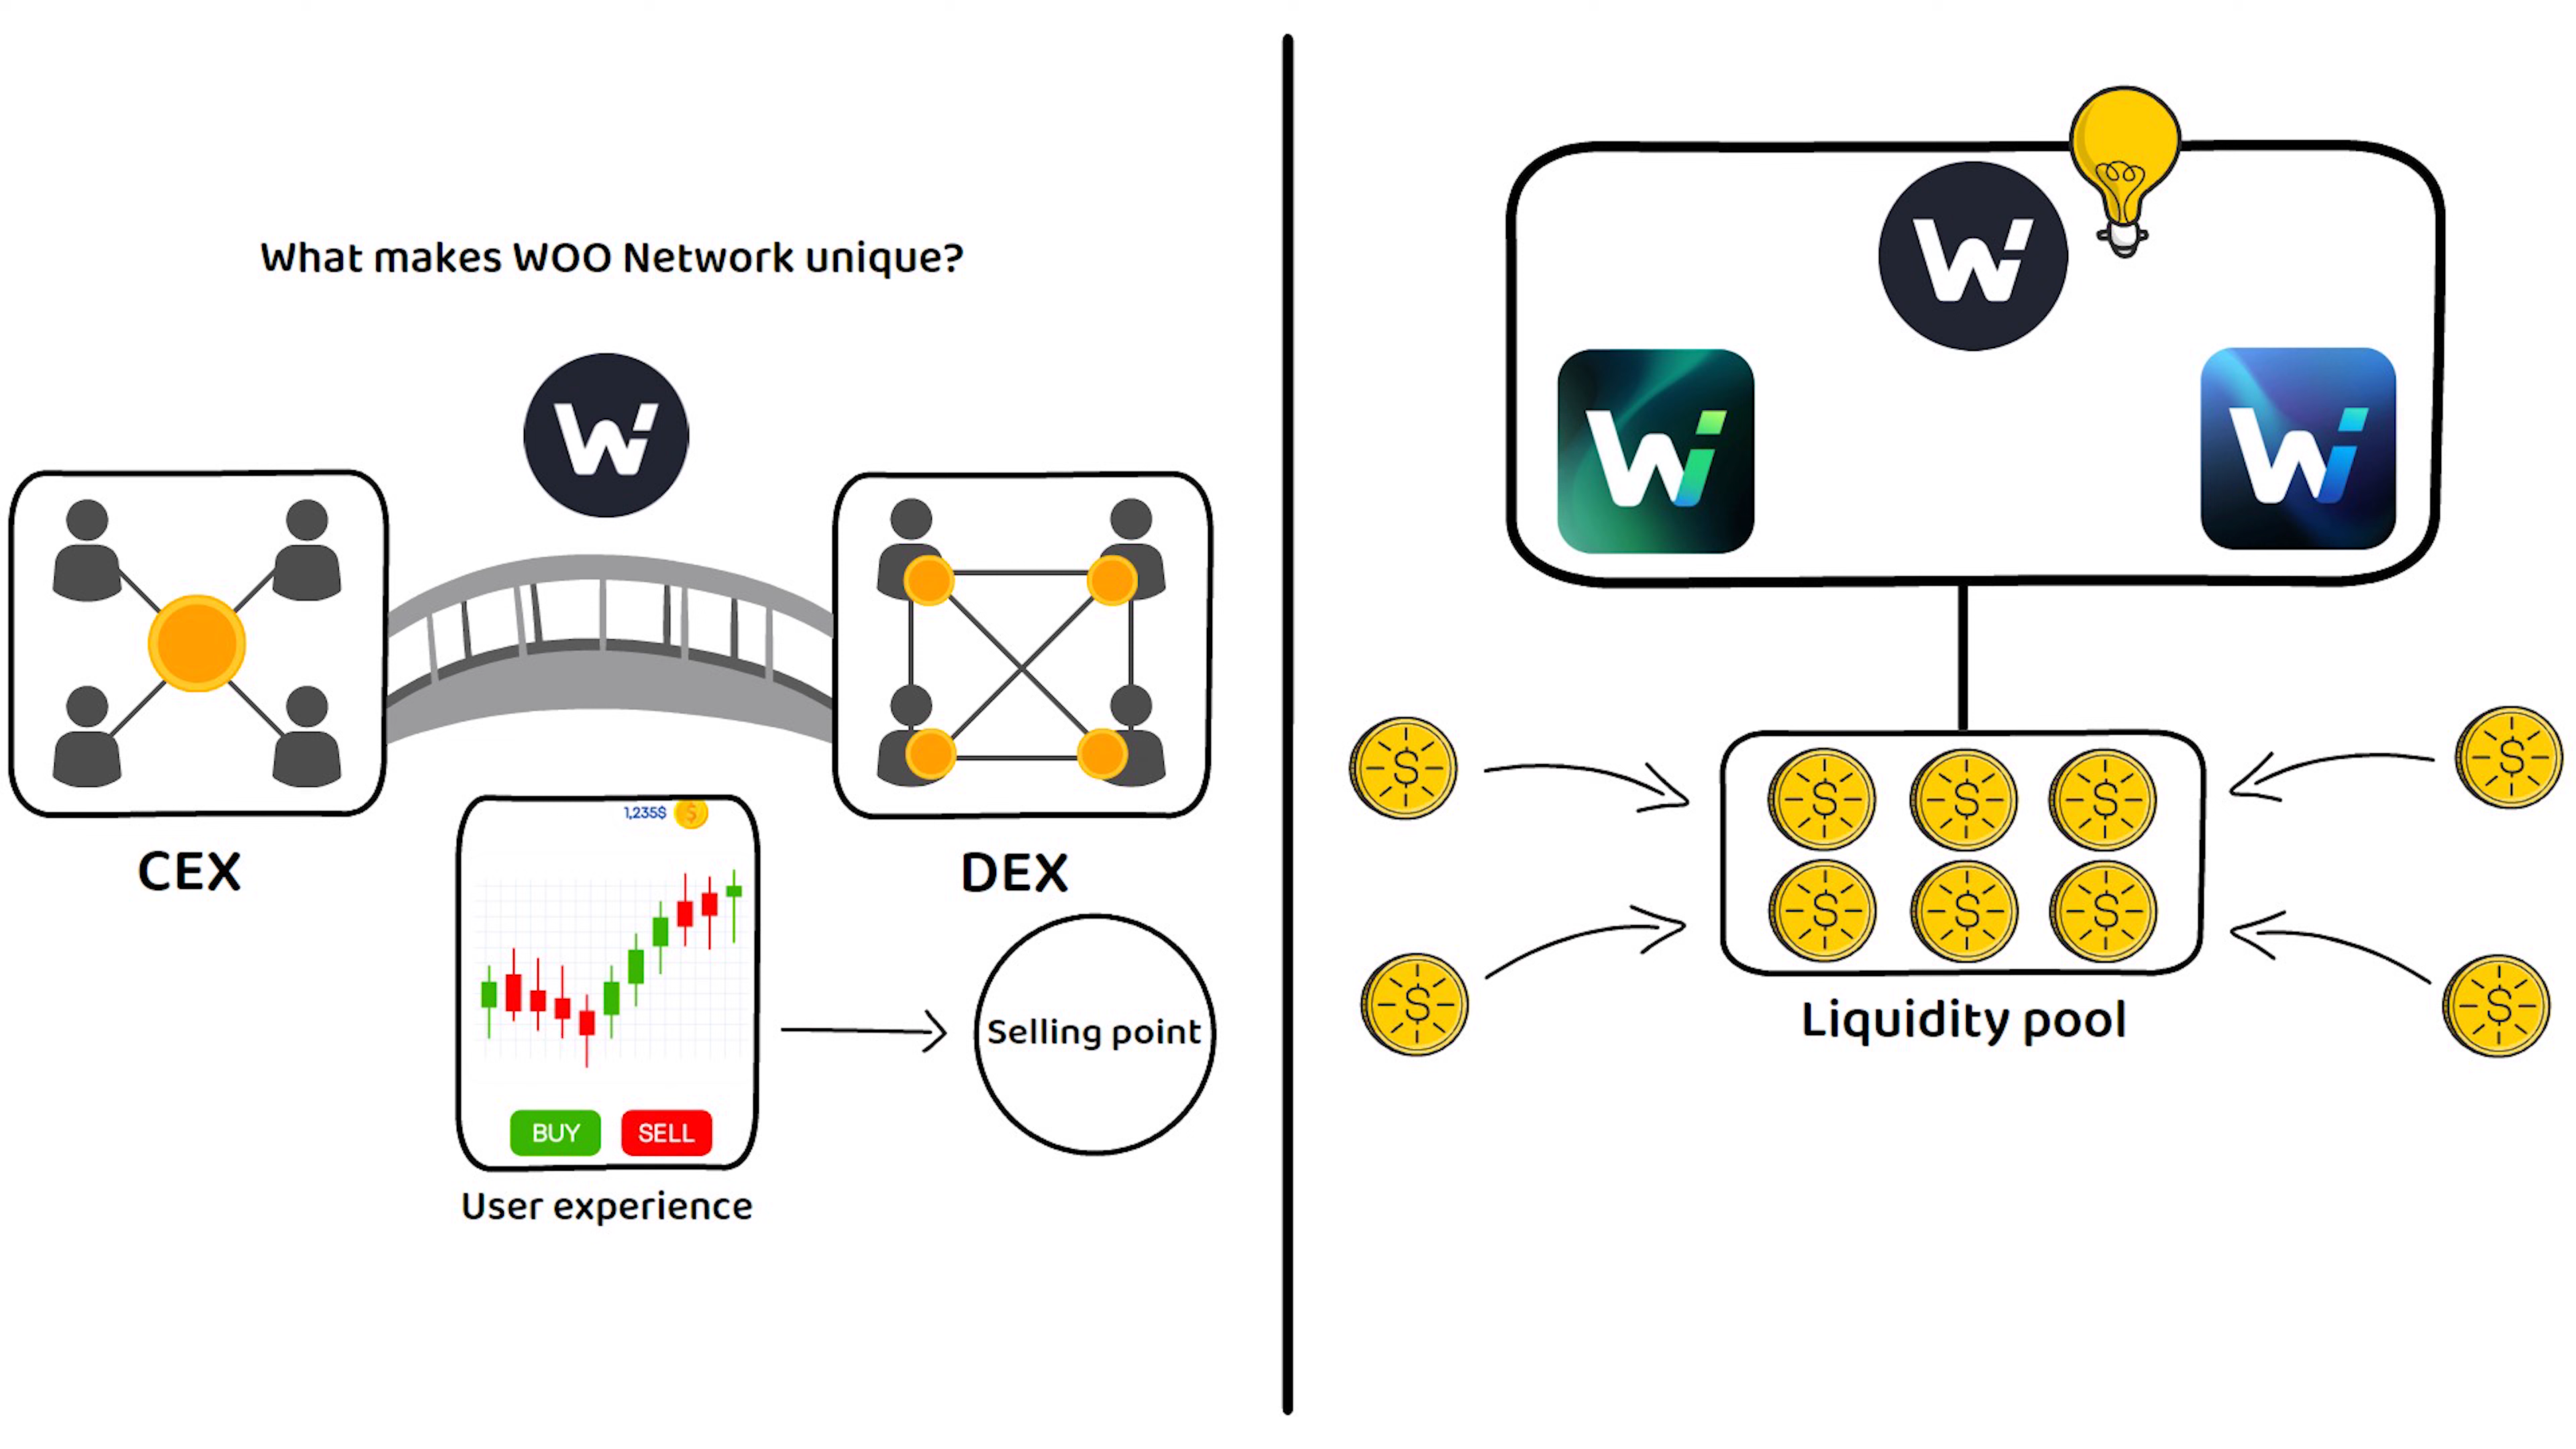 What makes WOO Network unique?
CEX
DEX
1,235$
BUY
SELL
Selling point
User experience
Liquidity pool